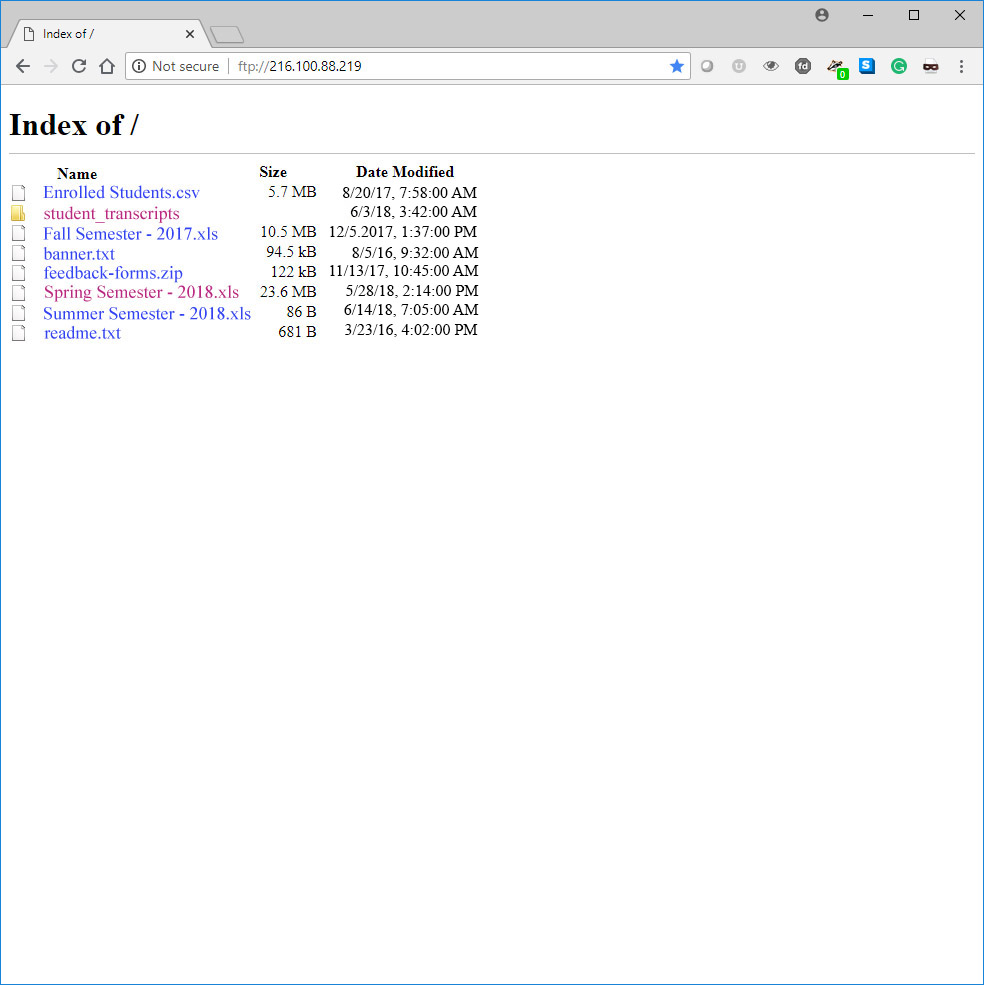 Index of /
Not secure ftp://216.100.88.219
fd 0 S G
Index of /
Name Size Date Modified
Enrolled Students.csv 5.7 MB 8/20/17, 7:58:00 AM
student_transcripts 6/3/18, 3:42:00 AM
Fall Semester - 2017.xls 10.5 MB 12/5.2017, 1:37:00 PM
banner.txt 94.5 kB 8/5/16, 9:32:00 AM
feedback-forms.zip 122 kB 11/13/17, 10:45:00 AM
Spring Semester - 2018.xls 23.6 MB 5/28/18, 2:14:00 PM
Summer Semester - 2018.xls 86 B 6/14/18, 7:05:00 AM
readme.txt 681 B 3/23/16, 4:02:00 PM